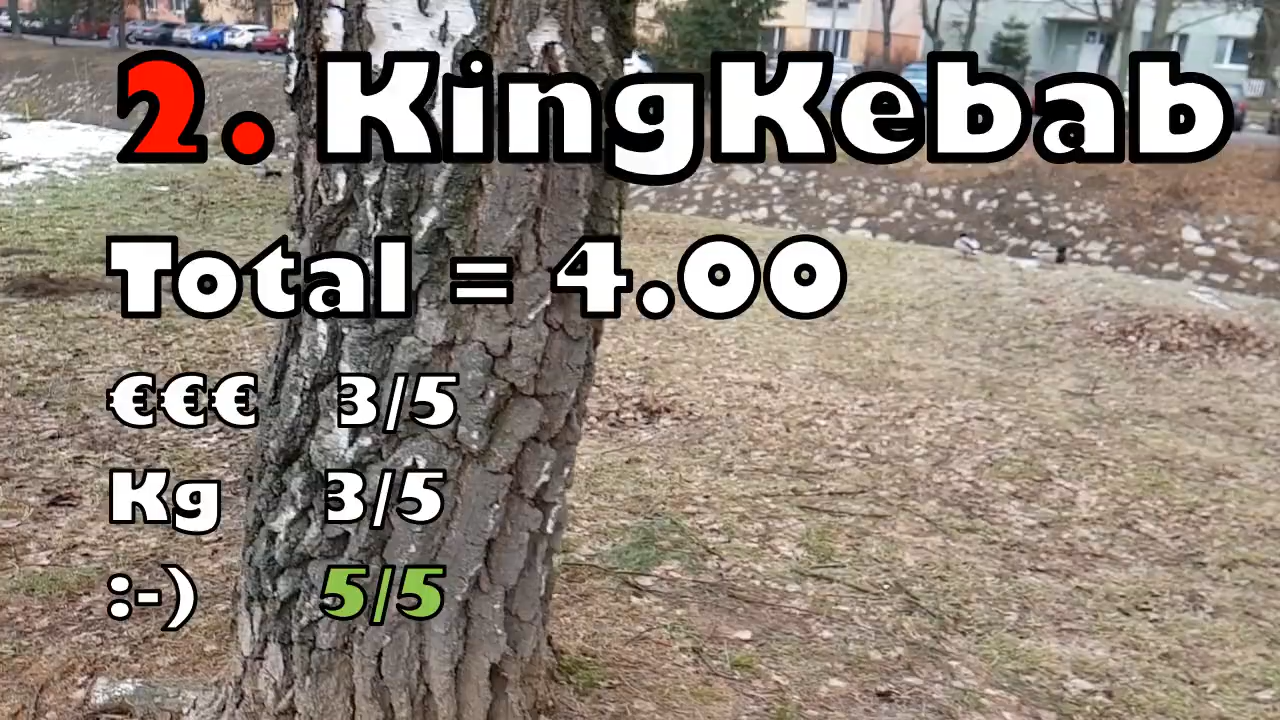 2. KingKebab
Total = 4.00
€€€ 3/5
Kg 3/5
:-) 5/5